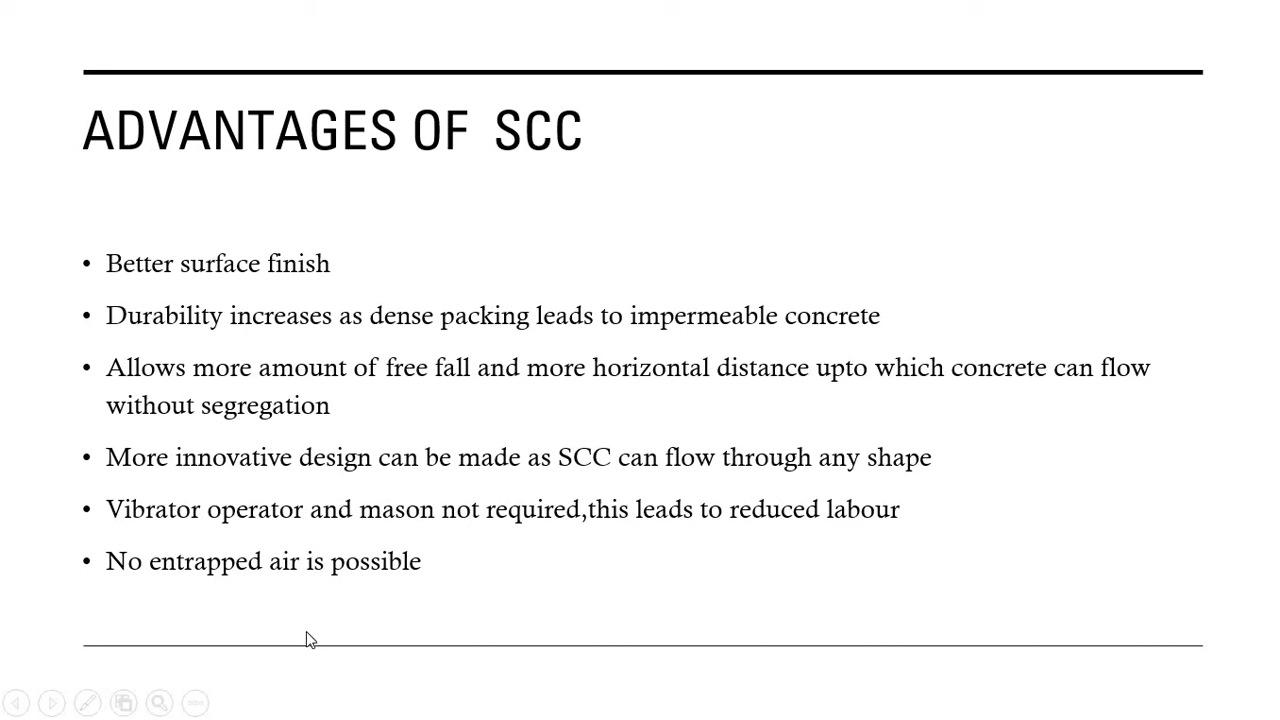 ADVANTAGES OF SCC
• Better surface finish
• Durability increases as dense packing leads to impermeable concrete
• Allows more amount of free fall and more horizontal distance upto which concrete can flow
without segregation
• More innovative design can be made as SCC can flow through any shape
• Vibrator operator and mason not required,this leads to reduced labour
• No entrapped air is possible